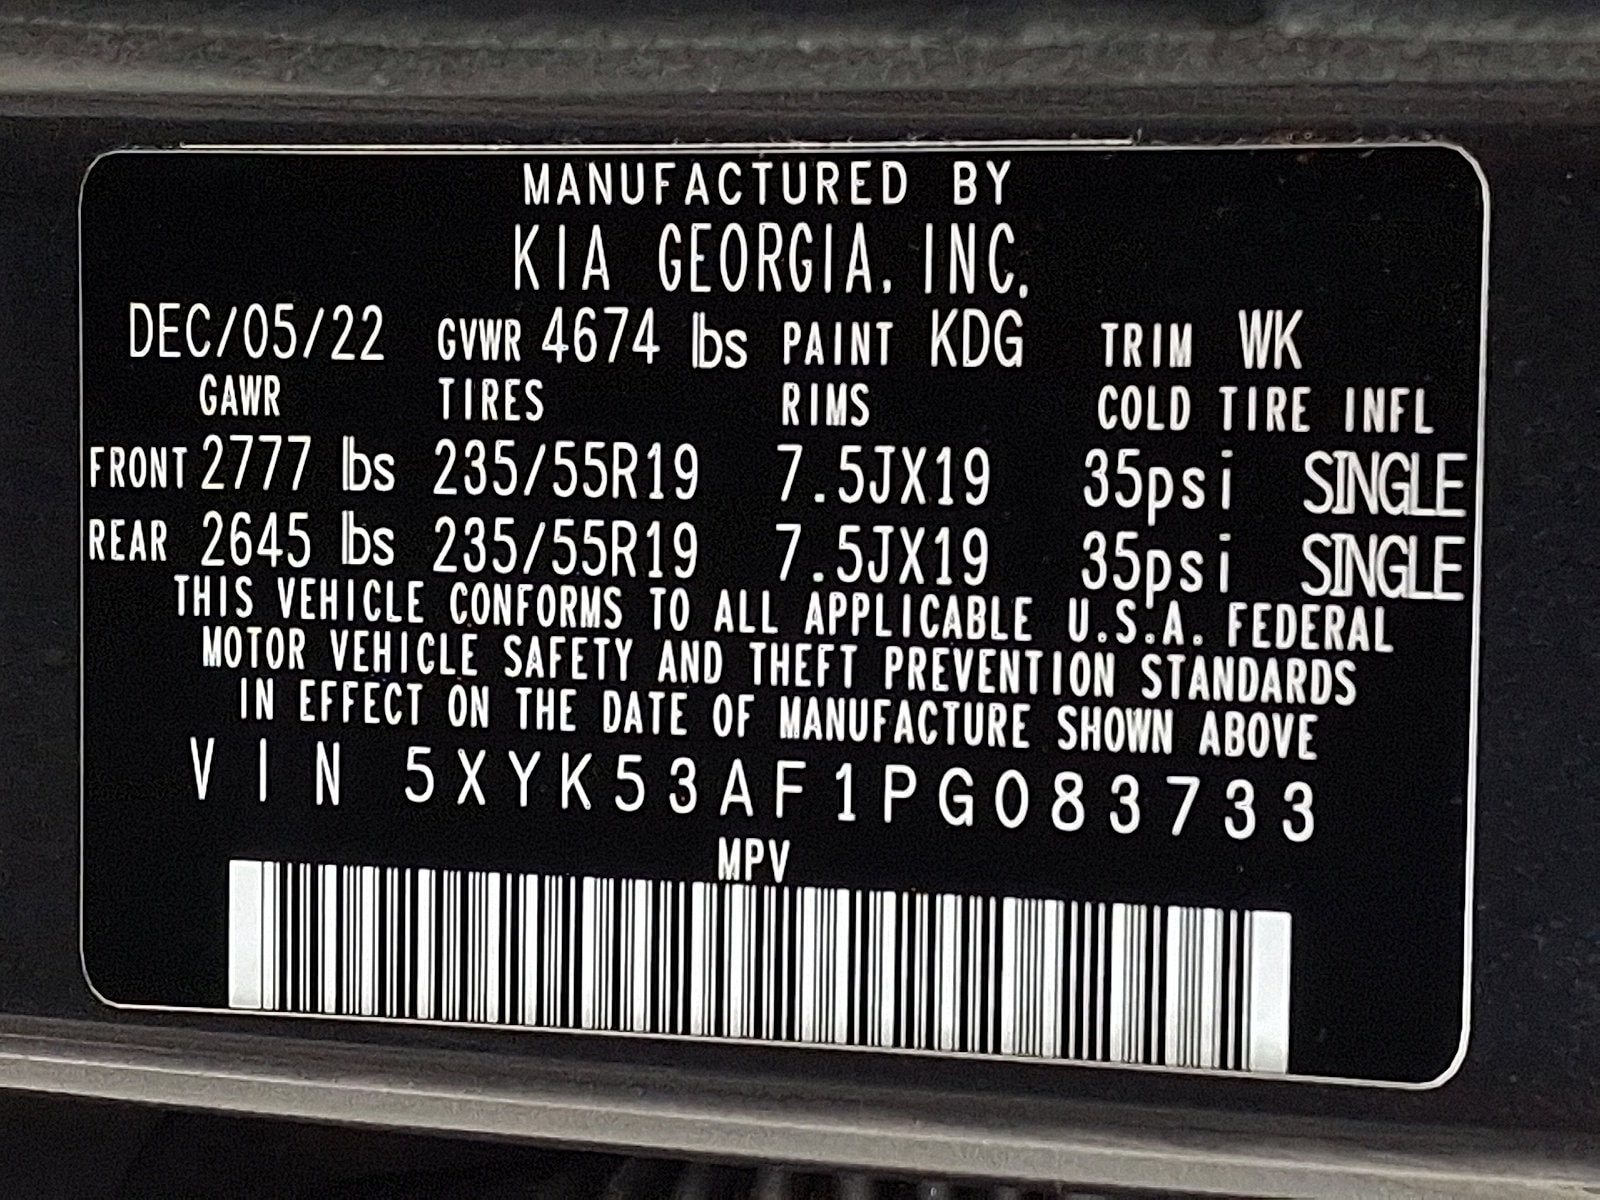 MANUFACTURED BY
KIA GEORGIA, INC.
DEC/05/22 GVWR 4674 lbs PAINT KDG TRIM WK
GAWR TIRES RIMS COLD TIRE INFL
FRONT 2777 lbs 235/55R19 7.5JX19 35psi SINGLE
REAR 2645 lbs 235/55R19 7.5JX19 35psi SINGLE
THIS VEHICLE CONFORMS TO ALL APPLICABLE U.S.A. FEDERAL
MOTOR VEHICLE SAFETY AND THEFT PREVENTION STANDARDS
IN EFFECT ON THE DATE OF MANUFACTURE SHOWN ABOVE
VIN 5XYK53AF1PG083733
MPV